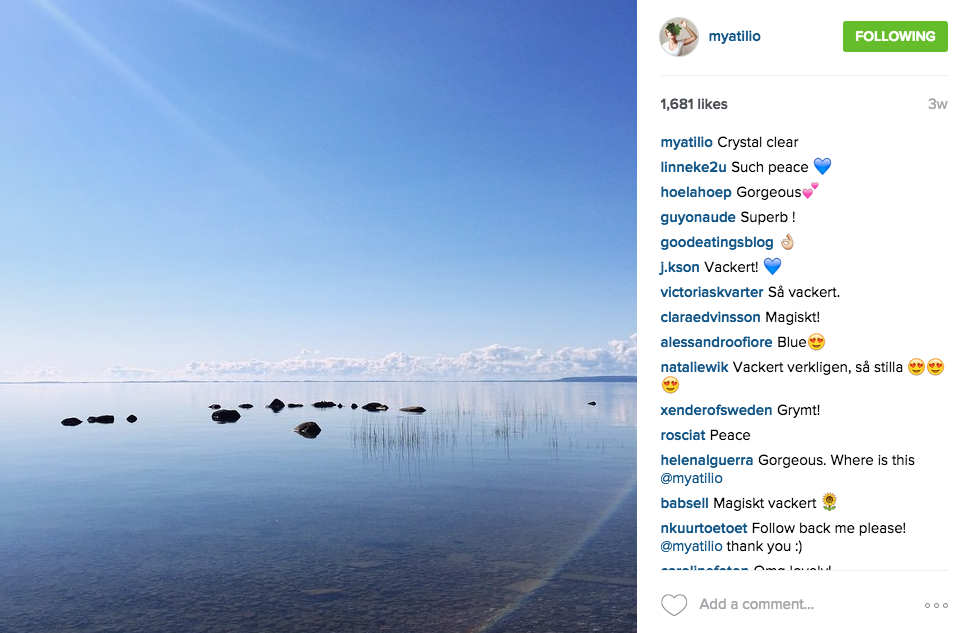 myatilio
FOLLOWING
1,681 likes
3w
myatilio Crystal clear
linneke2u Such peace 💙
hoelahoep Gorgeous💕
guyonaude Superb !
goodeatingsblog 👌🏼
j.kson Vackert! 💙
victoriaskvarter Så vackert.
claraedvinsson Magiskt!
alessandroofiore Blue😍
nataliewik Vackert verkligen, så stilla 😍😍
😍
xenderofsweden Grymt!
rosciat Peace
helenalguerra Gorgeous. Where is this
@myatilio
babsell Magiskt vackert 🌻
nkuurtoetoet Follow back me please!
@myatilio thank you :)
Omg lovely!
Add a comment...